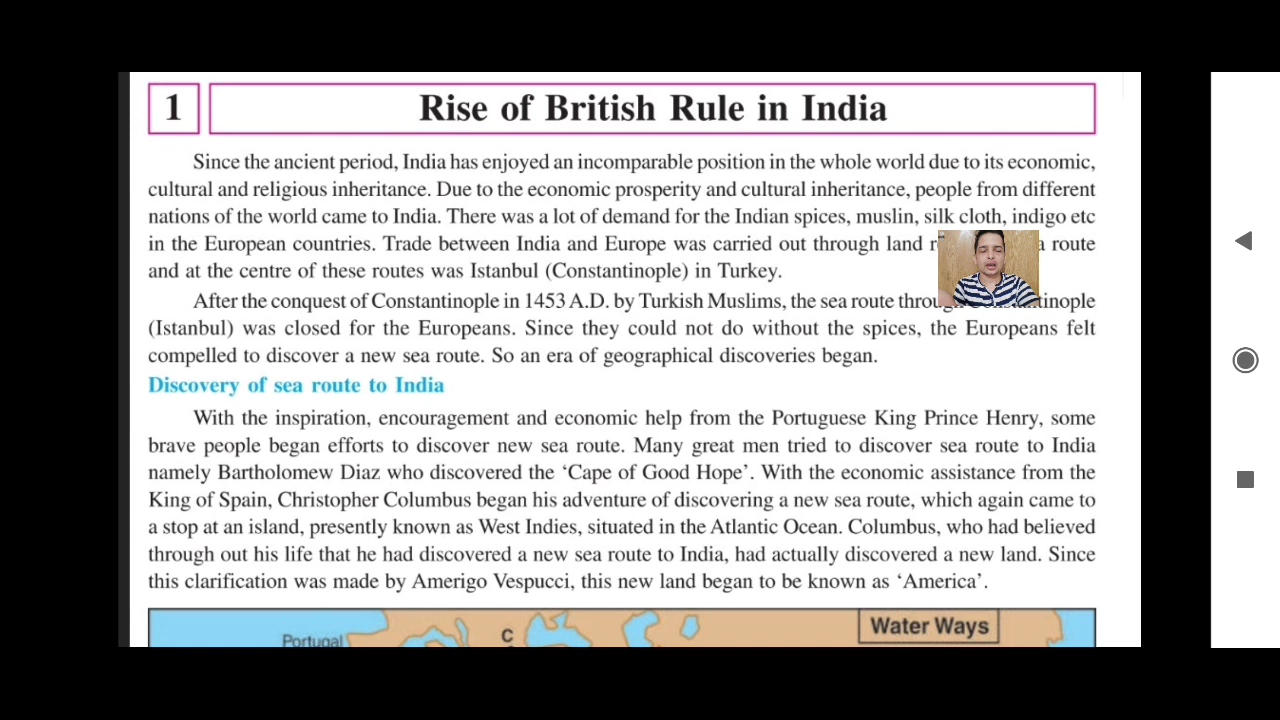 1
Rise of British Rule in India
Since the ancient period, India has enjoyed an incomparable position in the whole world due to its economic,
cultural and religious inheritance. Due to the economic prosperity and cultural inheritance, people from different
nations of the world came to India. There was a lot of demand for the Indian spices, muslin, silk cloth, indigo etc
in the European countries. Trade between India and Europe was carried out through land route
and at the centre of these routes was Istanbul (Constantinople) in Turkey.
After the conquest of Constantinople in 1453 A.D. by Turkish Muslims, the sea route
(Istanbul) was closed for the Europeans. Since they could not do without the spices, the Europeans felt
compelled to discover a new sea route. So an era of geographical discoveries began.
Discovery of sea route to India
With the inspiration, encouragement and economic help from the Portuguese King Prince Henry, some
brave people began efforts to discover new sea route. Many great men tried to discover sea route to India
namely Bartholomew Diaz who discovered the ‘Cape of Good Hope’. With the economic assistance from the
King of Spain, Christopher Columbus began his adventure of discovering a new sea route, which again came to
a stop at an island, presently known as West Indies, situated in the Atlantic Ocean. Columbus, who had believed
through out his life that he had discovered a new sea route to India, had actually discovered a new land. Since
this clarification was made by Amerigo Vespucci, this new land began to be known as ‘America’.
Water Ways
Portugal
C